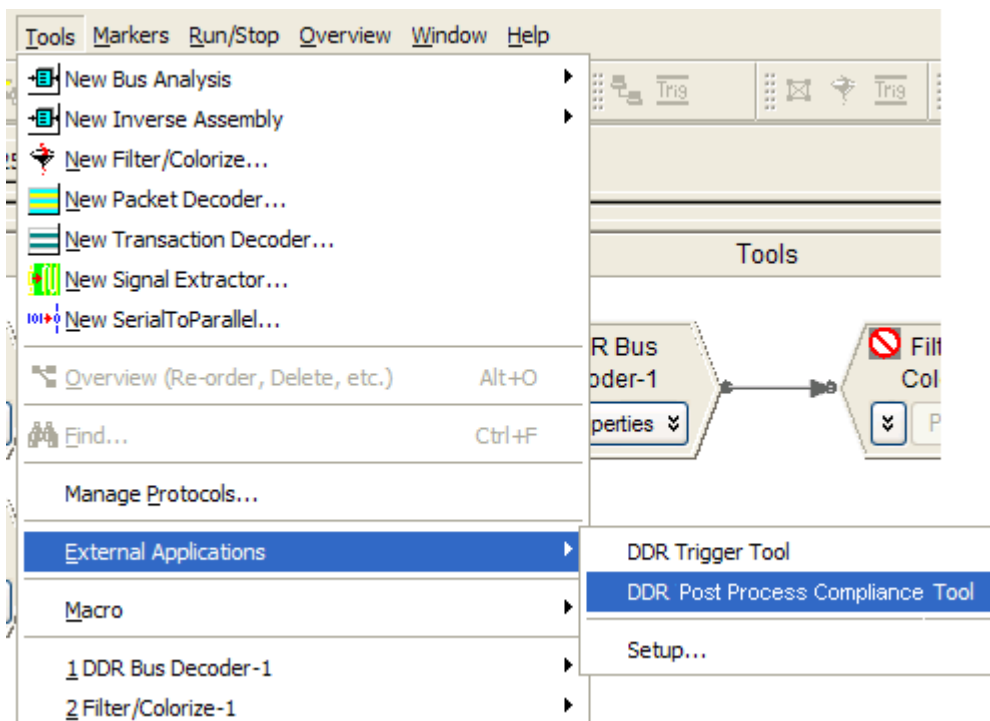 Tools Markers Run/Stop Overview Window Help
New Bus Analysis
New Inverse Assembly
Trig
Trig
New Filter/Colorize...
New Packet Decoder...
New Transaction Decoder...
Tools
New Signal Extractor...
New SerialToParallel...
R Bus
oder-1
perties
Filt
Col
P
Overview (Re-order, Delete, etc.) Alt+O
Find... Ctrl+F
Manage Protocols...
External Applications
DDR Trigger Tool
DDR Post Process Compliance Tool
Macro
Setup...
1 DDR Bus Decoder-1
2 Filter/Colorize-1